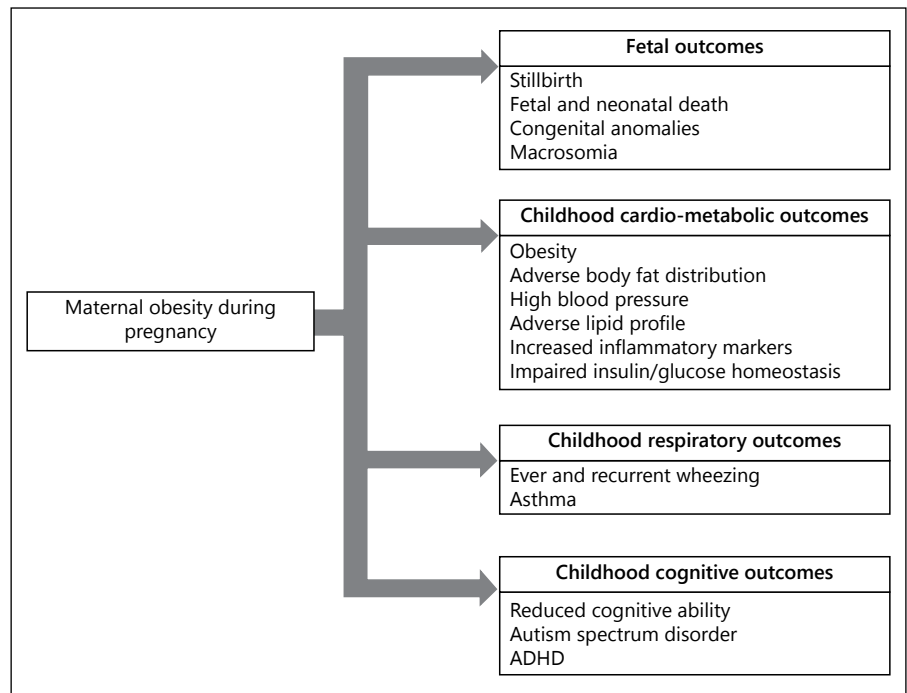 Maternal obesity during
pregnancy
Fetal outcomes
Stillbirth
Fetal and neonatal death
Congenital anomalies
Macrosomia
Childhood cardio-metabolic outcomes
Obesity
Adverse body fat distribution
High blood pressure
Adverse lipid profile
Increased inflammatory markers
Impaired insulin/glucose homeostasis
Childhood respiratory outcomes
Ever and recurrent wheezing
Asthma
Childhood cognitive outcomes
Reduced cognitive ability
Autism spectrum disorder
ADHD